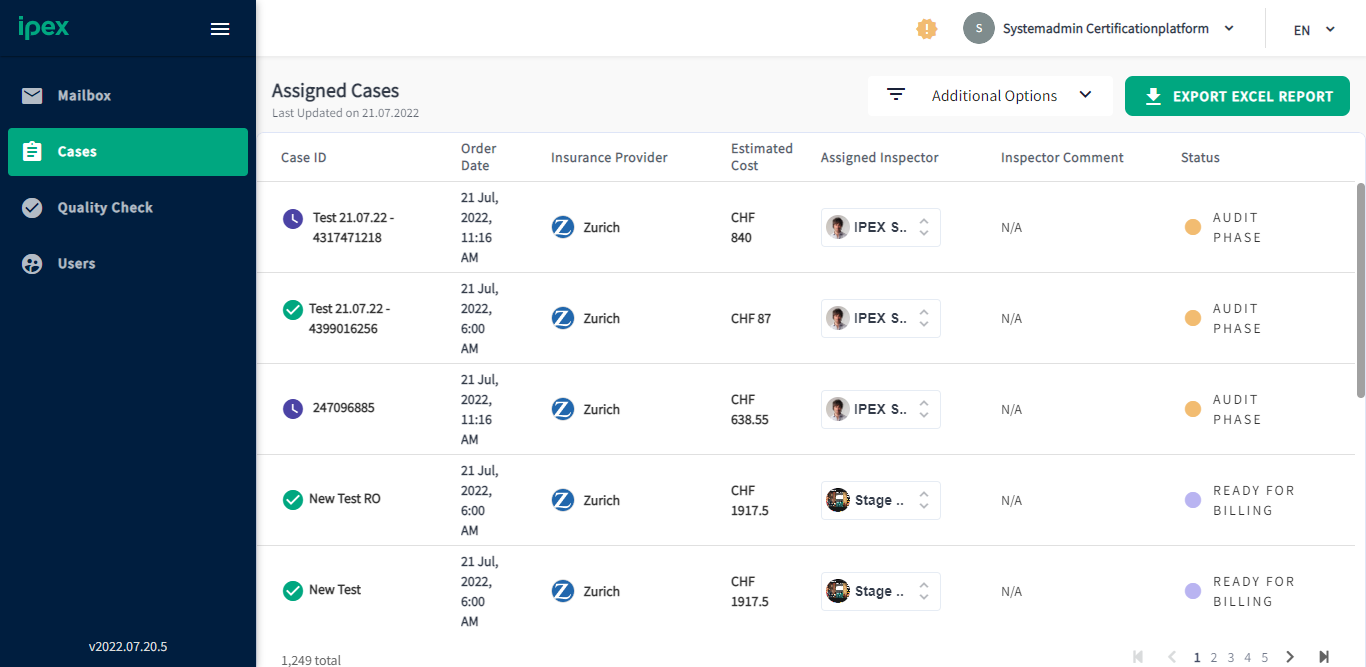 ipex
S
Systemadmin Certificationplatform
EN
Mailbox
Cases
Quality Check
Users
v2022.07.20.5
Assigned Cases
Last Updated on 21.07.2022
Additional Options
EXPORT EXCEL REPORT
Case ID
Order
Date
Insurance Provider
Estimated
Cost
Assigned Inspector
Inspector Comment
Status
Test 21.07.22 -
4317471218
21 Jul,
2022,
11:16
AM
Z Zurich
CHF
840
IPEX S..
N/A
AUDIT
PHASE
Test 21.07.22 -
4399016256
21 Jul,
2022,
6:00
AM
Z Zurich
CHF 87
IPEX S..
N/A
AUDIT
PHASE
247096885
21 Jul,
2022,
11:16
AM
Z Zurich
CHF
638.55
IPEX S..
N/A
AUDIT
PHASE
New Test RO
21 Jul,
2022,
6:00
AM
Z Zurich
CHF
1917.5
Stage ..
N/A
READY FOR
BILLING
New Test
21 Jul,
2022,
6:00
AM
Z Zurich
CHF
1917.5
Stage ..
N/A
READY FOR
BILLING
1,249 total
1 2 3 4 5